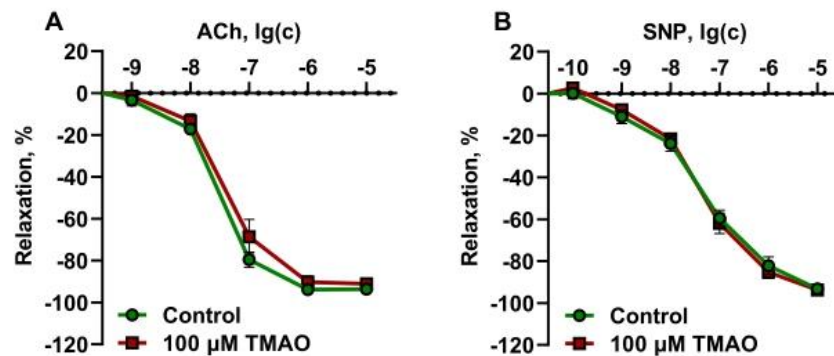 A
ACh, lg(c)
20
-9 -8 -7 -6 -5
0
-20
-40
-60
-80
-100
-120
Relaxation, %
Control
100 µM TMAO
B
SNP, lg(c)
20
-10 -9 -8 -7 -6 -5
0
-20
-40
-60
-80
-100
-120
Relaxation, %
Control
100 µM TMAO